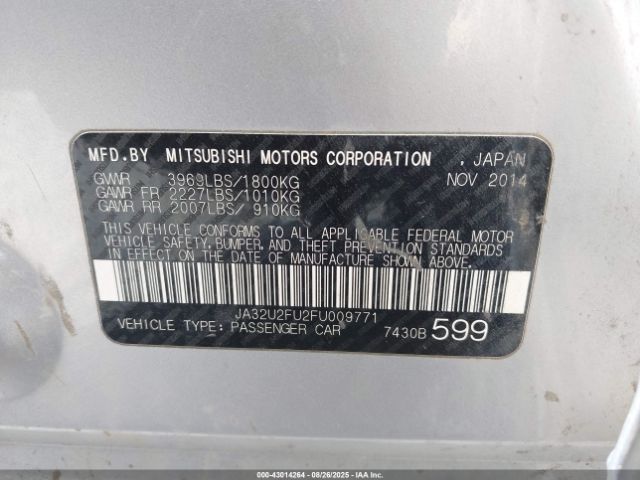 MFD.BY MITSUBISHI MOTORS CORPORATION , JAPAN
GVWR 3969LBS/1800KG NOV 2014
GAWR FR 2227LBS/1010KG
GAWR RR 2007LBS/ 910KG
THIS VEHICLE CONFORMS TO ALL APPLICABLE FEDERAL MOTOR
VEHICLE SAFETY, BUMPER, AND THEFT PREVENTION STANDARDS
IN EFFECT ON THE DATE OF MANUFACTURE SHOWN ABOVE.
JA32U2FU2FU009771
VEHICLE TYPE: PASSENGER CAR 7430B 599
000-43014264 - 08/26/2025 - IAAI Copart